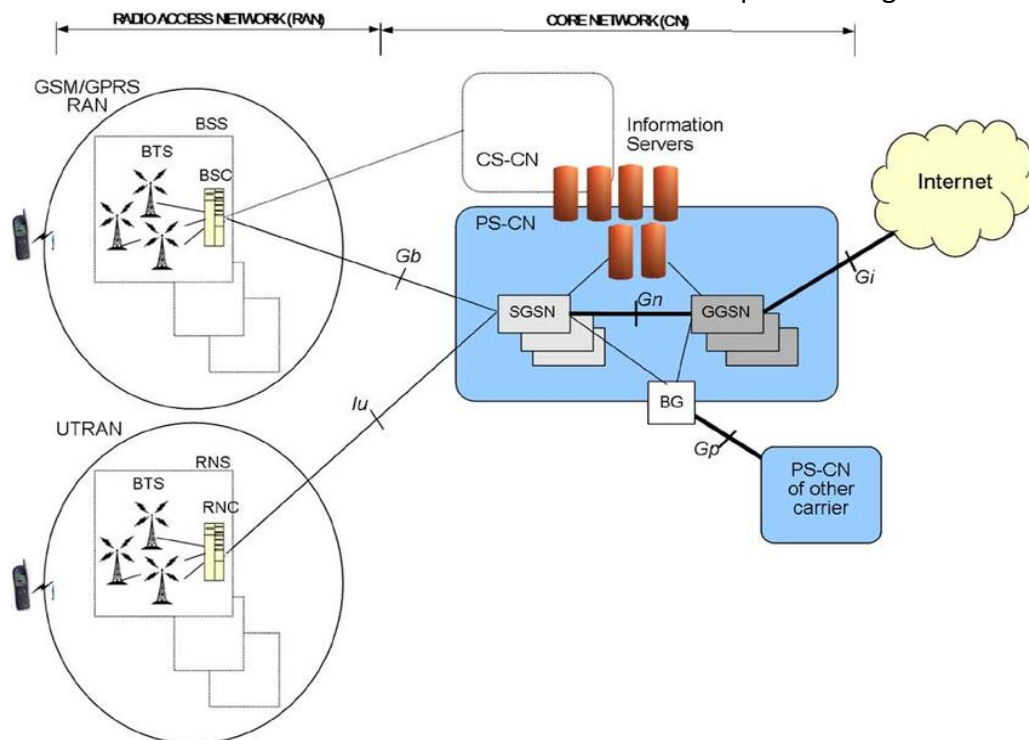 RADIO ACCESS NETWORK (RAN)
CORE NETWORK (CN)
GSM/GPRS
RAN
BSS
BTS
BSC
CS-CN
Information
Servers
Internet
PS-CN
Gb
SGSN
Gn
GGSN
Gi
Iu
BG
Gp
UTRAN
RNS
BTS
RNC
PS-CN
of other
carrier